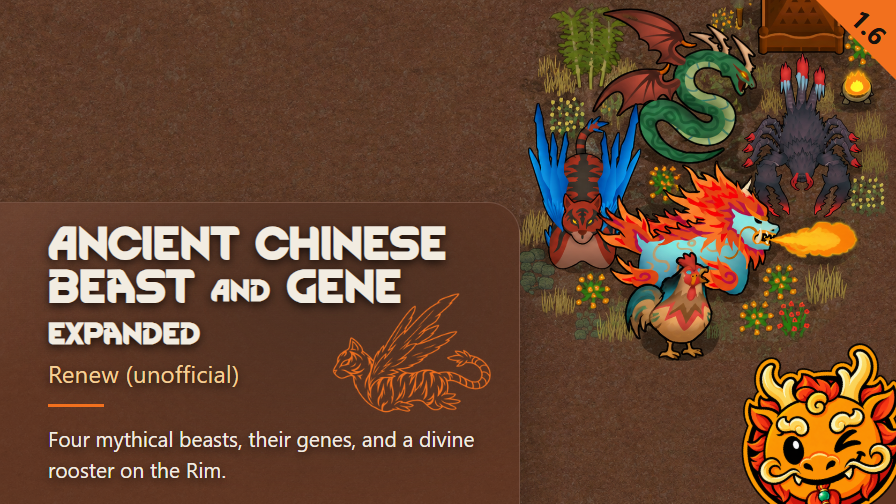 1.6
ANCIENT CHINESE
BEAST AND GENE
EXPANDED
Renew (unofficial)
Four mythical beasts, their genes, and a divine
rooster on the Rim.